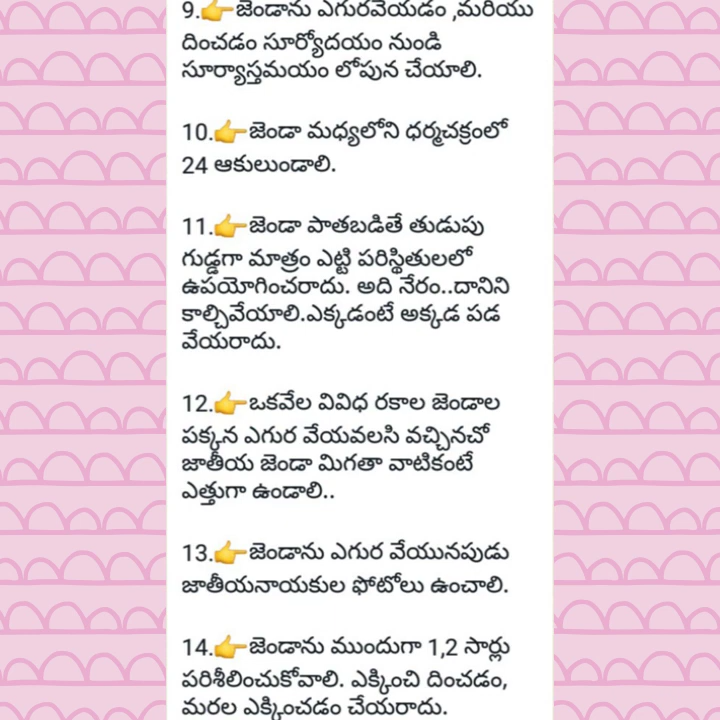 9.👉జెండాను ఎగురవేయడం ,మరియు
దించడం సూర్యోదయం నుండి
సూర్యాస్తమయం లోపున చేయాలి.
10.👉జెండా మధ్యలోని ధర్మచక్రంలో
24 ఆకులుండాలి.
11.👉జెండా పాతబడితే తుడుపు
గుడ్డగా మాత్రం ఎట్టి పరిస్థితులలో
ఉపయోగించరాదు. అది నేరం..దానిని
కాల్చివేయాలి.ఎక్కడంటే అక్కడ పడ
వేయరాదు.
12.👉ఒకవేల వివిధ రకాల జెండాల
పక్కన ఎగుర వేయవలసి వచ్చినచో
జాతీయ జెండా మిగతా వాటికంటే
ఎత్తుగా ఉండాలి..
13.👉జెండాను ఎగుర వేయునపుడు
జాతీయనాయకుల ఫోటోలు ఉంచాలి.
14.👉జెండాను ముందుగా 1,2 సార్లు
పరిశీలించుకోవాలి. ఎక్కించి దించడం,
మరల ఎక్కించడం చేయరాదు.